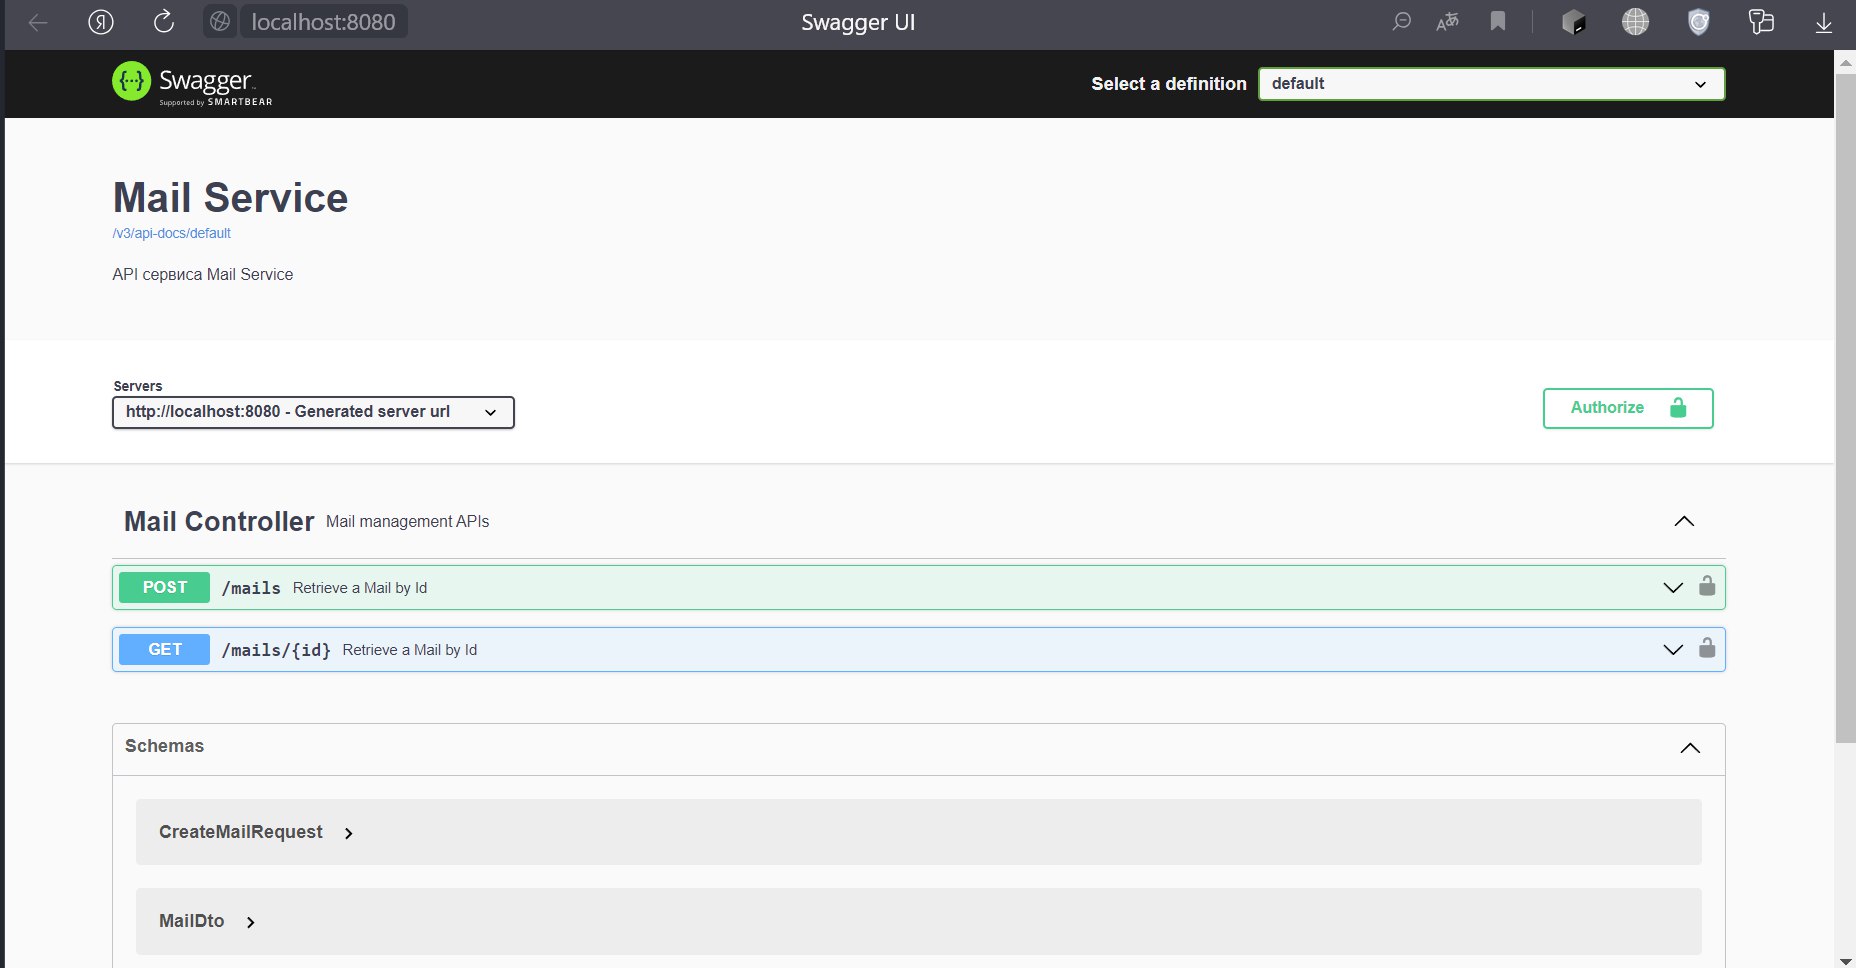 localhost:8080
Swagger UI
Swagger
Supported by SMARTBEAR
Select a definition
default
Mail Service
/v3/api-docs/default
API сервиса Mail Service
Servers
http://localhost:8080 - Generated server url
Authorize
Mail Controller Mail management APIs
POST /mails Retrieve a Mail by Id
GET /mails/{id} Retrieve a Mail by Id
Schemas
CreateMailRequest
MailDto